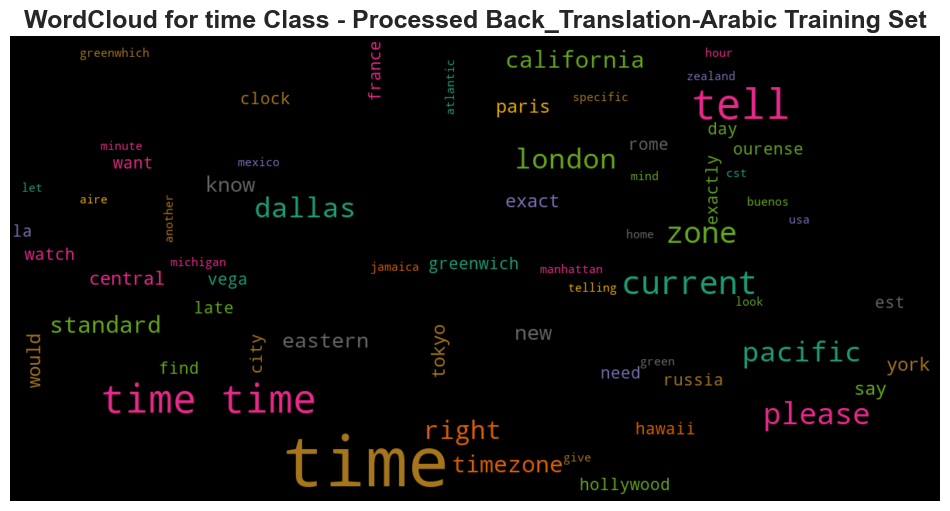 WordCloud for time Class - Processed Back_Translation-Arabic Training Set
greenwhich
france
atlantic
california
hour
zealand
tell
clock
paris
specific
day
minute
want
mexico
london
rome
ourense
exactly
cst
mind
let
aire
another
know
dallas
exact
buenos
usa
la
home
zone
watch
michigan
central
vega
jamaica
greenwich
manhattan
telling
current
look
est
late
standard
would
city
eastern
tokyo
new
pacific
find
need
green
russia
york
say
time time
please
right
hawaii
time
timezone
give
hollywood